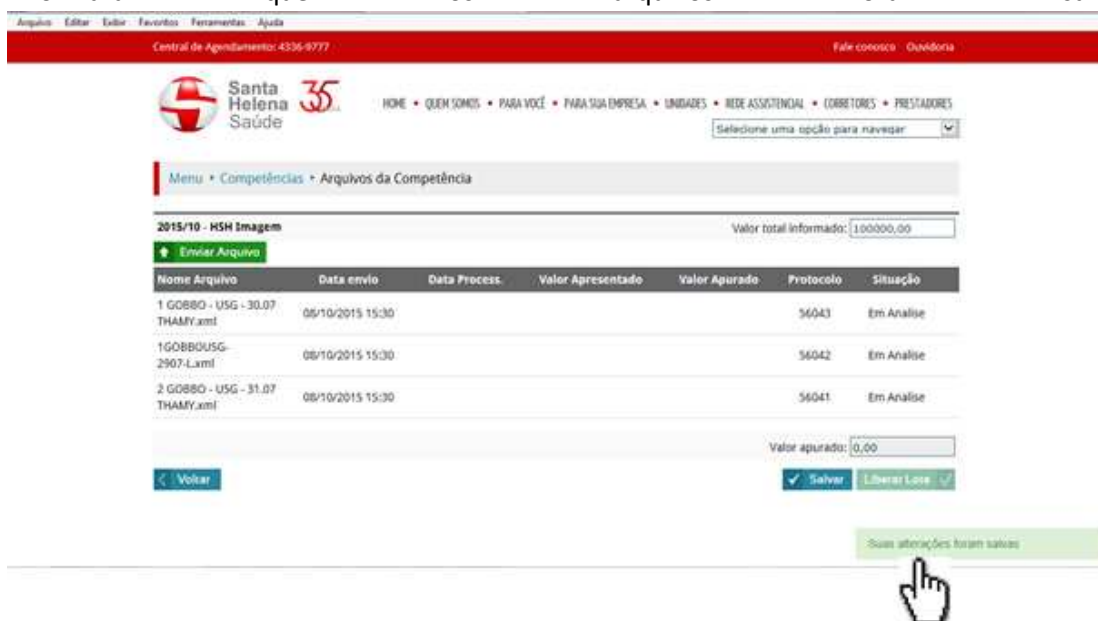 Arquivo Editar Exibir Favoritos Ferramentas Ajuda
Central de Agendamento: 4336-9777 Fale conosco Ouvidoria
Santa Helena Saúde 35 HOME • QUEM SOMOS • PARA VOCÊ • PARA SUA EMPRESA • UNIDADES • REDE ASSISTENCIAL • CORRETORES • PRESTADORES
Selecione uma opção para navegar
Menu • Competências • Arquivos da Competência
2015/10 - HSH Imagem Valor total informado: 100000,00
Enviar Arquivo
Nome Arquivo Data envio Data Process. Valor Apresentado Valor Apurado Protocolo Situação
1 GOBBO - USG - 30.07 THAMY.xml 08/10/2015 15:30 56043 Em Analise
1GOBBOUSG-2907-L.xml 08/10/2015 15:30 56042 Em Analise
2 GOBBO - USG - 31.07 THAMY.xml 08/10/2015 15:30 56041 Em Analise
Valor apurado: 0,00
Voltar Salvar Liberar Lote
Suas alterações foram salvas